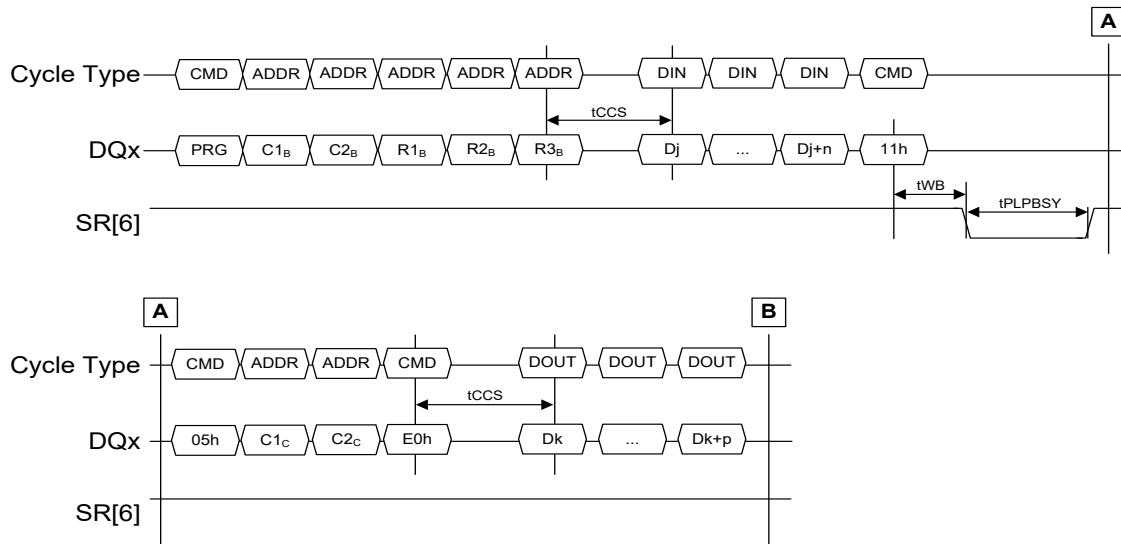 A
Cycle Type CMD ADDR ADDR ADDR ADDR ADDR DIN DIN DIN CMD
tCCS
DQx PRG C1B C2B R1B R2B R3B Dj ... Dj+n 11h
tWB tPLPBSY
SR[6]
A B
Cycle Type CMD ADDR ADDR CMD DOUT DOUT DOUT
tCCS
DQx 05h C1C C2C E0h Dk ... Dk+p
SR[6]